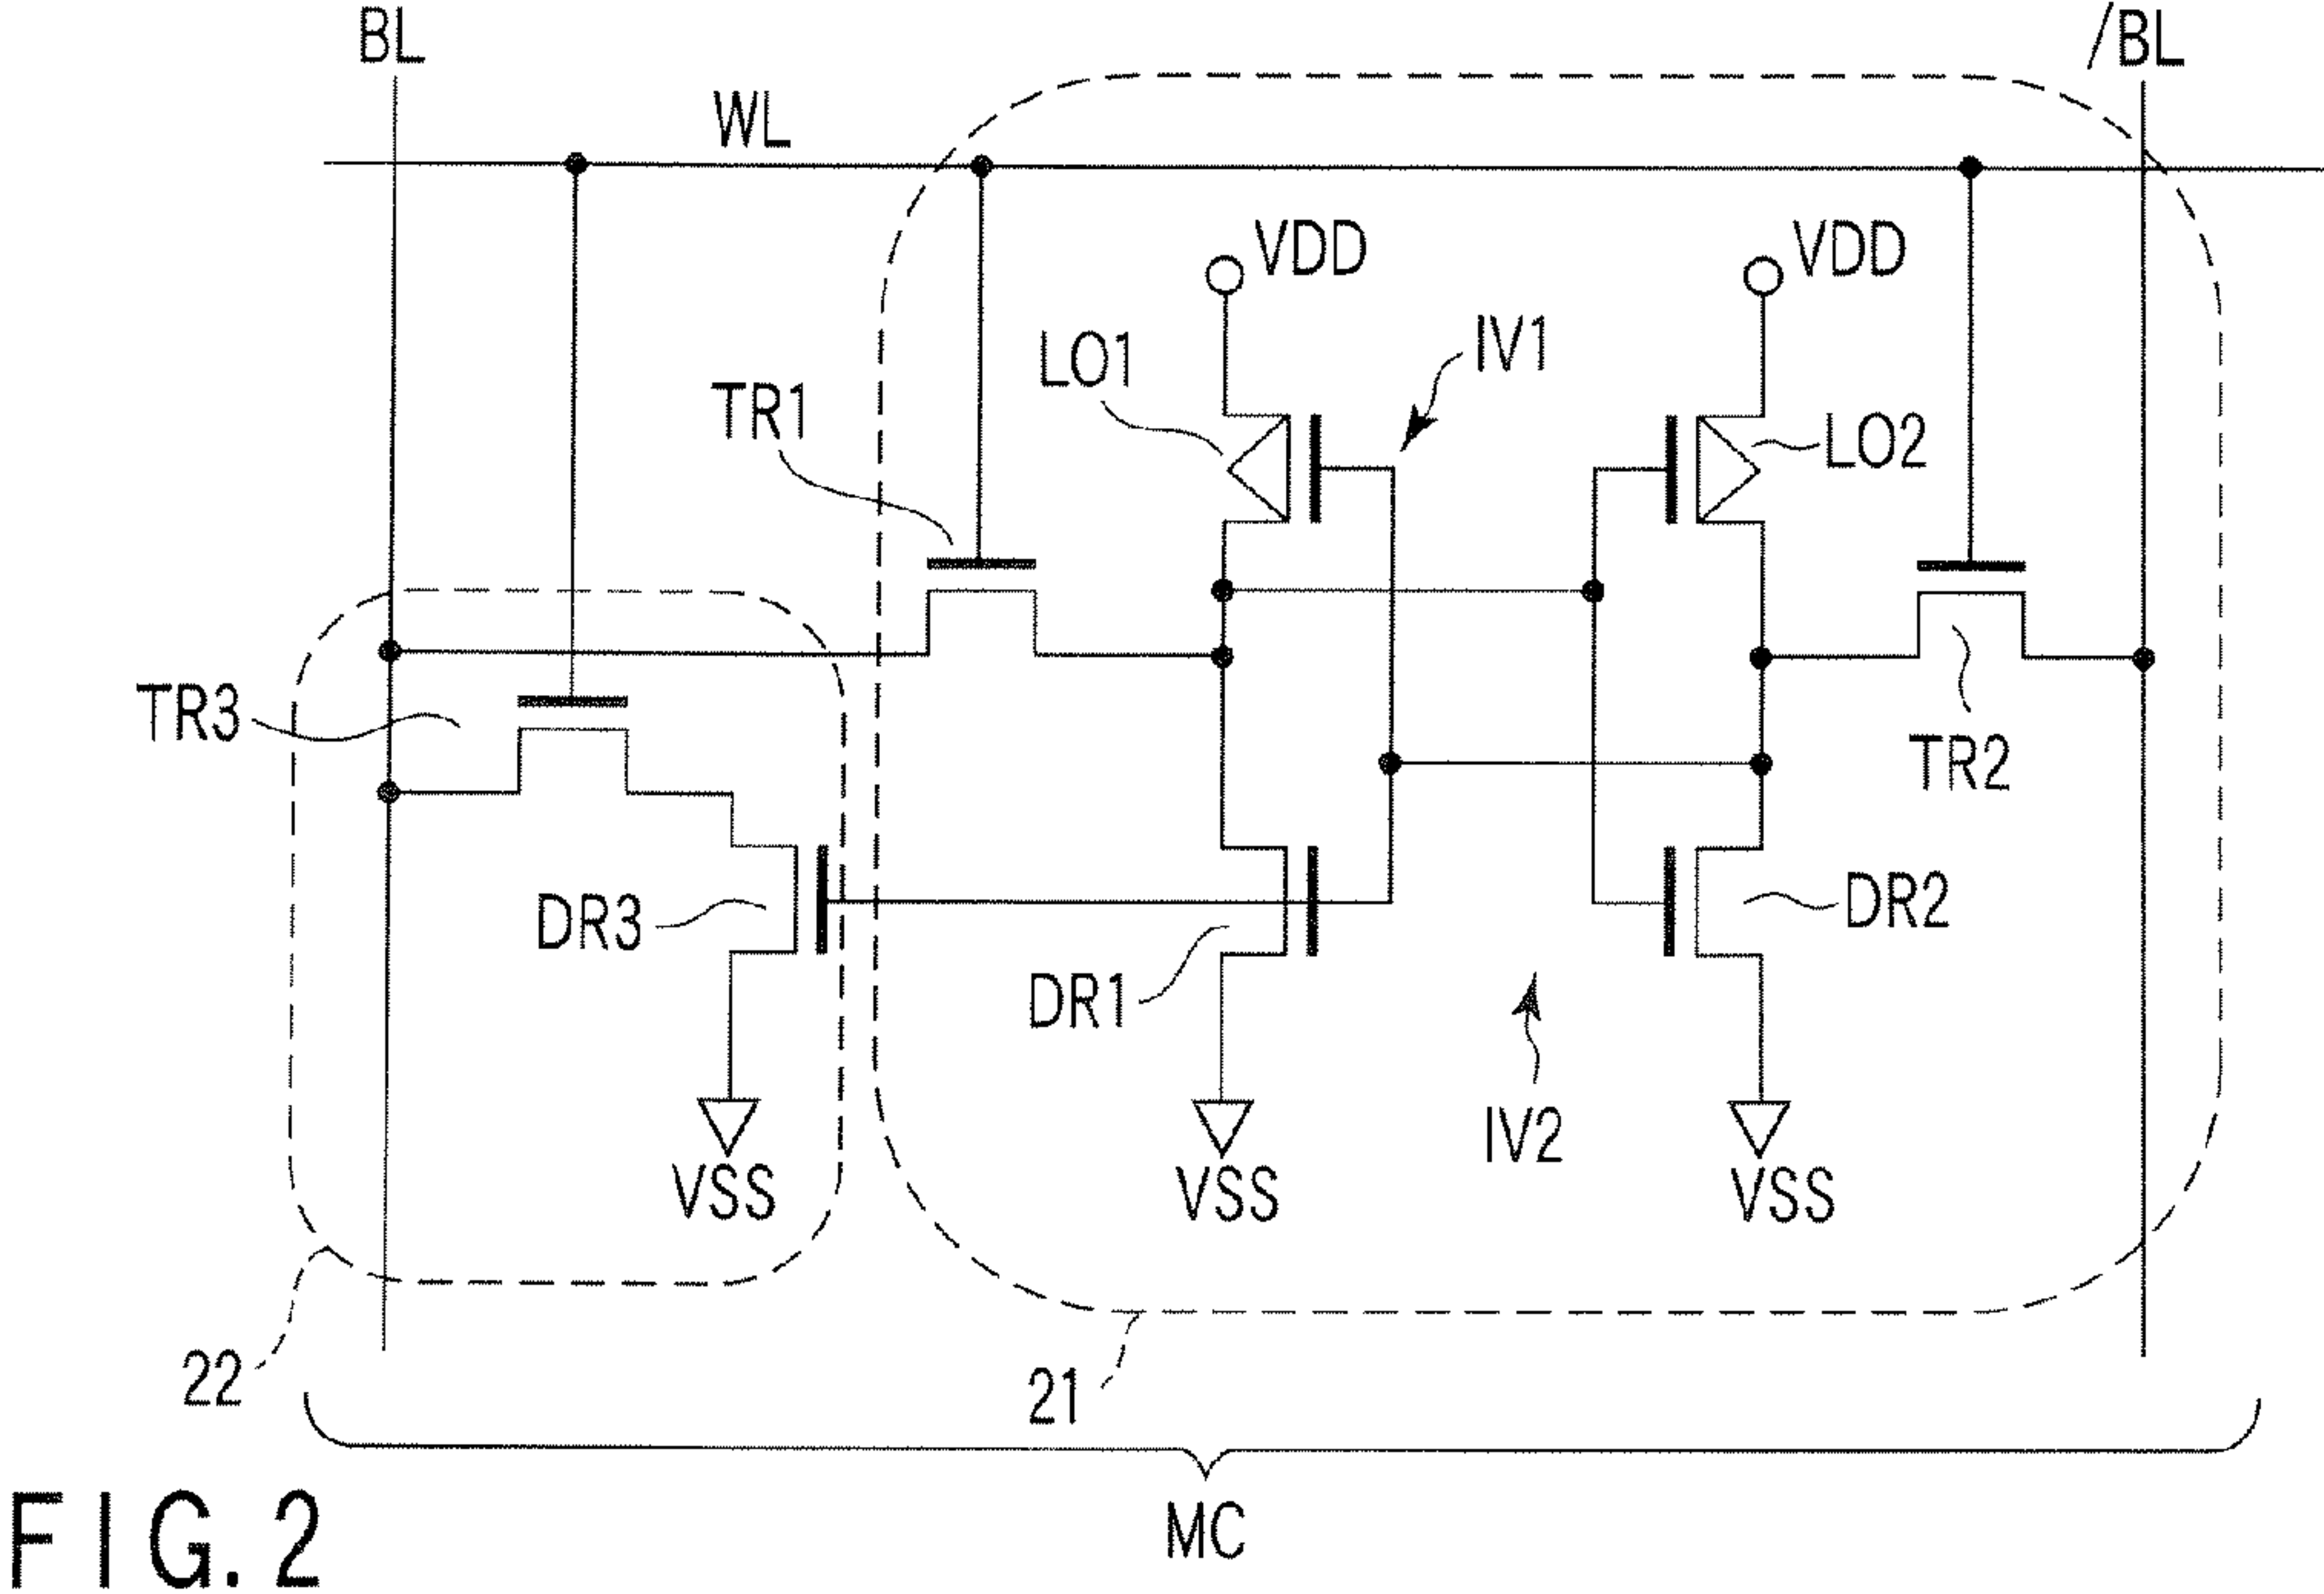 BL
/BL
WL
VDD
VDD
IV1
LO1
TR1
LO2
TR3
TR2
DR3
DR2
DR1
IV2
VSS
VSS
VSS
22
21
MC
FIG. 2